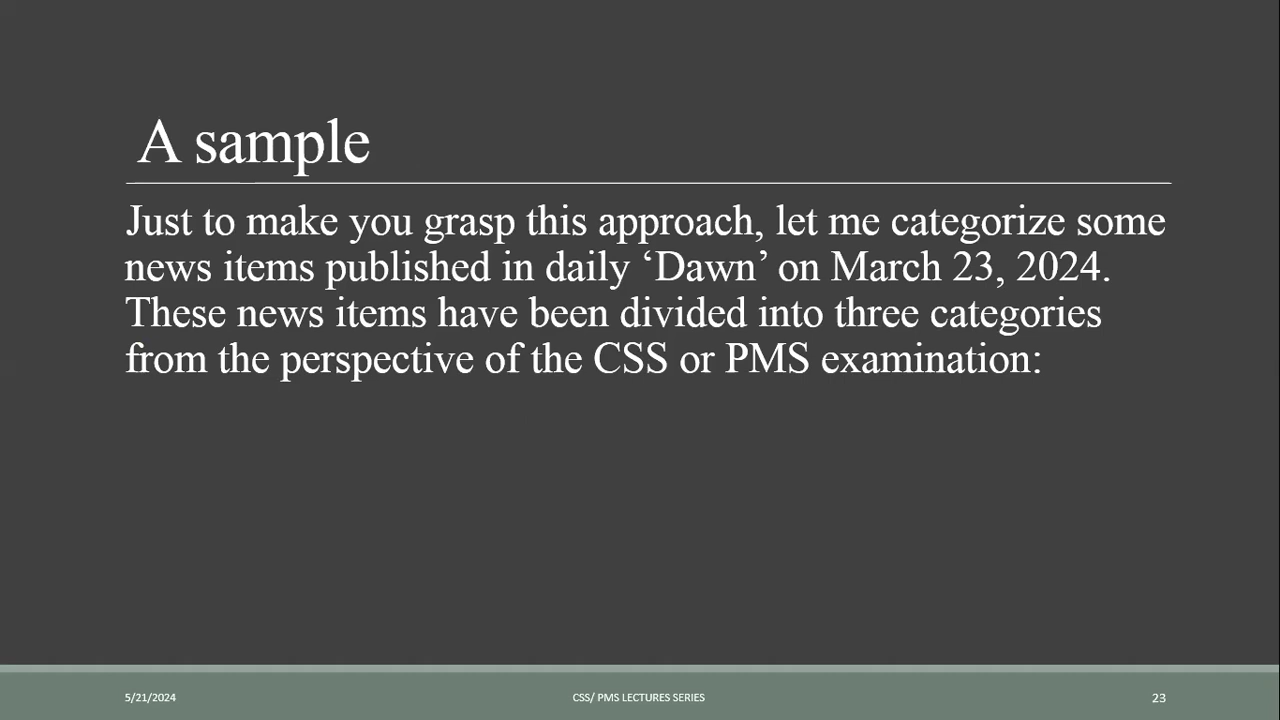 A sample
Just to make you grasp this approach, let me categorize some
news items published in daily ‘Dawn’ on March 23, 2024.
These news items have been divided into three categories
from the perspective of the CSS or PMS examination:
5/21/2024
CSS/ PMS LECTURES SERIES
23